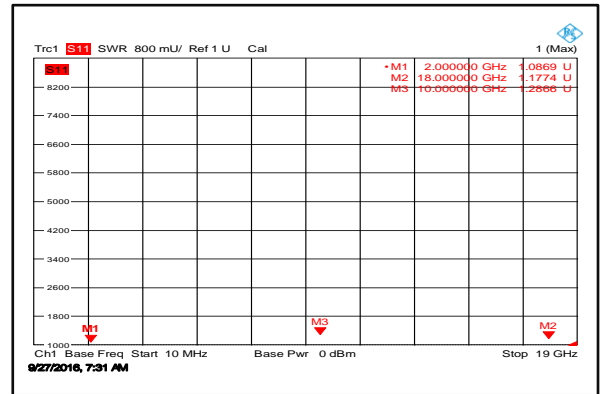 Trc1 S11 SWR 800 mU/ Ref 1 U Cal 1 (Max)
S11
•M1 2.000000 GHz 1.0869 U
M2 18.000000 GHz 1.1774 U
M3 10.000000 GHz 1.2866 U
8200
7400
6600
5800
5000
4200
3400
2600
1800
M1
M3
M2
1000
Ch1 Base Freq Start 10 MHz Base Pwr 0 dBm Stop 19 GHz
9/27/2016, 7:31 AM